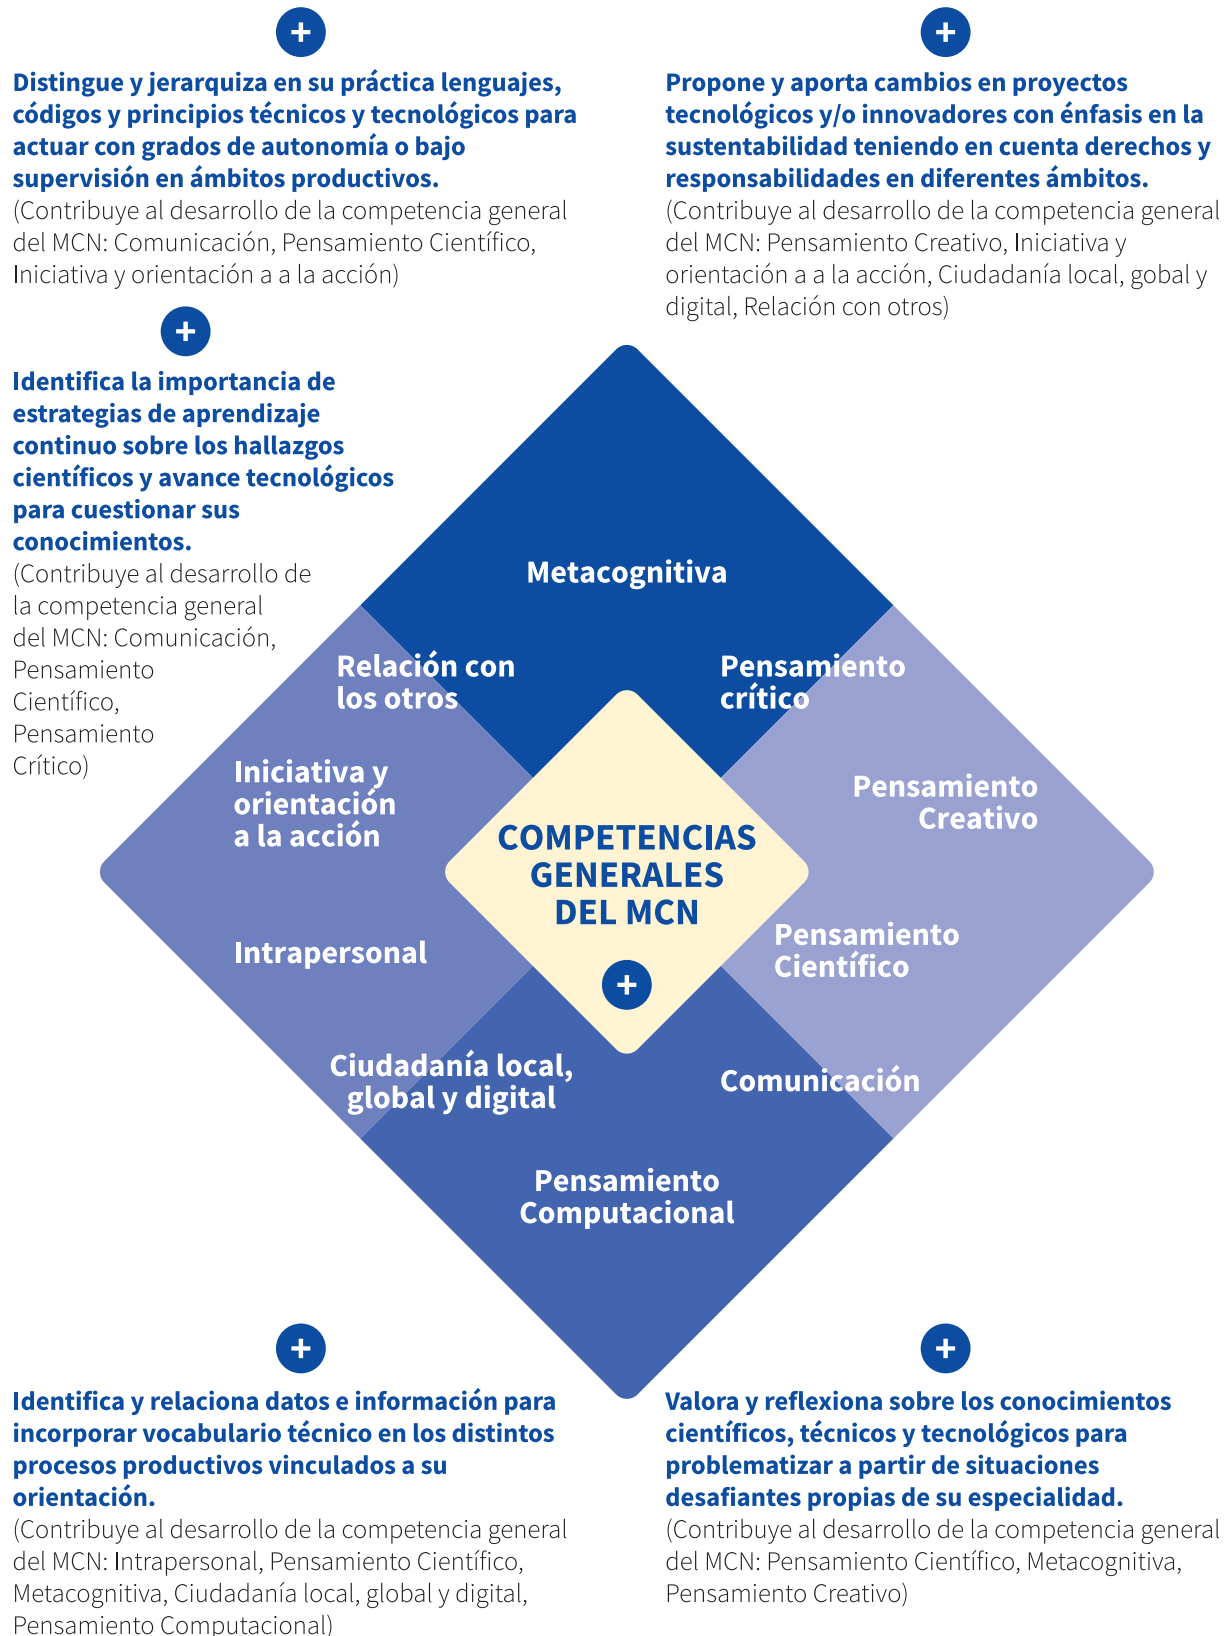 +
Distingue y jerarquiza en su práctica lenguajes,
códigos y principios técnicos y tecnológicos para
actuar con grados de autonomía o bajo
supervisión en ámbitos productivos.
(Contribuye al desarrollo de la competencia general
del MCN: Comunicación, Pensamiento Científico,
Iniciativa y orientación a a la acción)
+
Propone y aporta cambios en proyectos
tecnológicos y/o innovadores con énfasis en la
sustentabilidad teniendo en cuenta derechos y
responsabilidades en diferentes ámbitos.
(Contribuye al desarrollo de la competencia general
del MCN: Pensamiento Creativo, Iniciativa y
orientación a a la acción, Ciudadanía local, gobal y
digital, Relación con otros)
+
Identifica la importancia de
estrategias de aprendizaje
continuo sobre los hallazgos
científicos y avance tecnológicos
para cuestionar sus
conocimientos.
(Contribuye al desarrollo de
la competencia general
del MCN: Comunicación,
Pensamiento
Científico,
Pensamiento
Crítico)
Metacognitiva
Relación con
los otros
Pensamiento
crítico
Iniciativa y
orientación
a la acción
Pensamiento
Creativo
COMPETENCIAS
GENERALES
DEL MCN
+
Intrapersonal
Pensamiento
Científico
Ciudadanía local,
global y digital
Comunicación
Pensamiento
Computacional
+
Identifica y relaciona datos e información para
incorporar vocabulario técnico en los distintos
procesos productivos vinculados a su
orientación.
(Contribuye al desarrollo de la competencia general
del MCN: Intrapersonal, Pensamiento Científico,
Metacognitiva, Ciudadanía local, global y digital,
Pensamiento Computacional)
+
Valora y reflexiona sobre los conocimientos
científicos, técnicos y tecnológicos para
problematizar a partir de situaciones
desafiantes propias de su especialidad.
(Contribuye al desarrollo de la competencia general
del MCN: Pensamiento Científico, Metacognitiva,
Pensamiento Creativo)